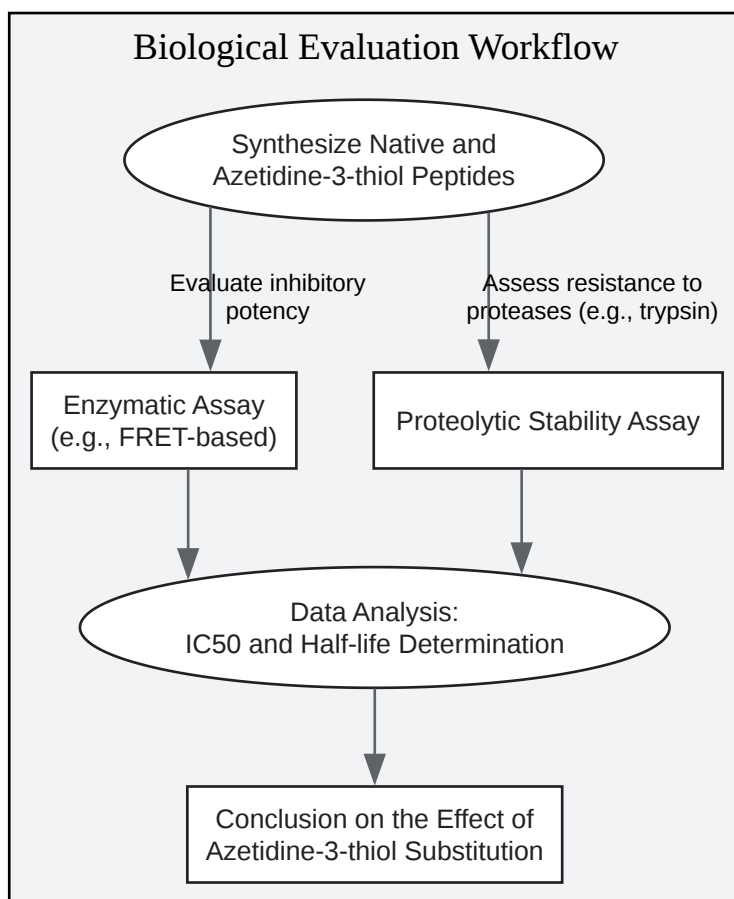 Biological Evaluation Workflow
Synthesize Native and
Azetidine-3-thiol Peptides
Evaluate inhibitory
potency
Assess resistance to
proteases (e.g., trypsin)
Enzymatic Assay
(e.g., FRET-based)
Proteolytic Stability Assay
Data Analysis:
IC50 and Half-life Determination
Conclusion on the Effect of
Azetidine-3-thiol Substitution